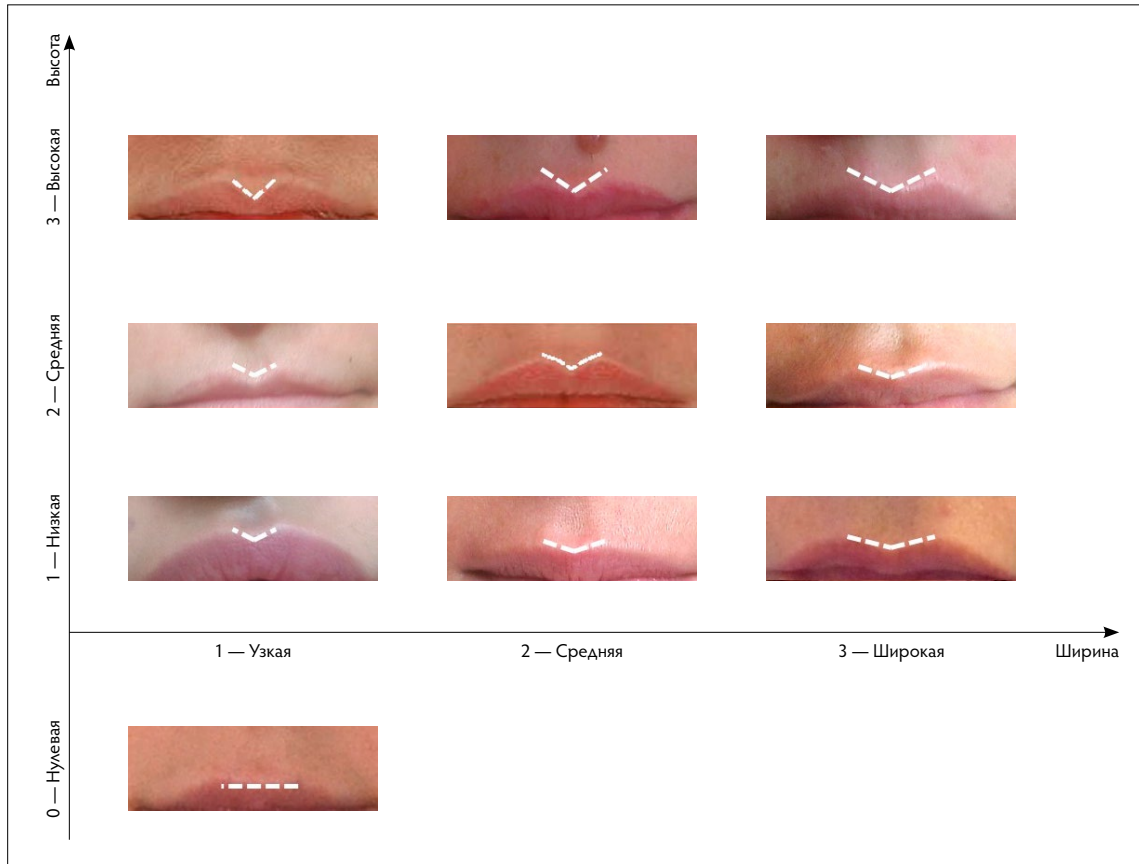 Высота
3 — Высокая
2 — Средняя
1 — Низкая
1 — Узкая
2 — Средняя
3 — Широкая
Ширина
0 — Нулевая